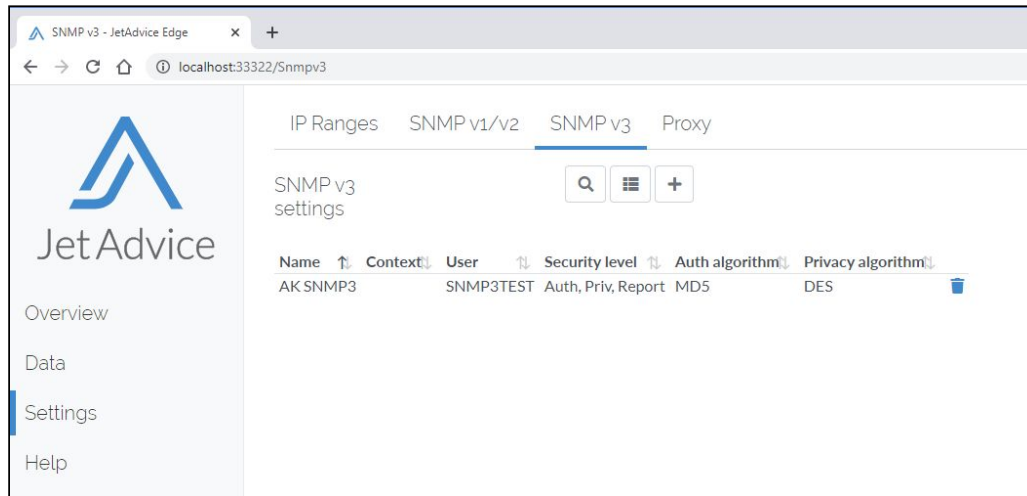 SNMP v3 - JetAdvice Edge
localhost:33322/Snmpv3
JetAdvice
Overview
Data
Settings
Help
IP Ranges SNMP v1/v2 SNMP v3 Proxy
SNMP v3
settings
Name Context User Security level Auth algorithm Privacy algorithm
AK SNMP3 SNMP3TEST Auth, Priv, Report MD5 DES